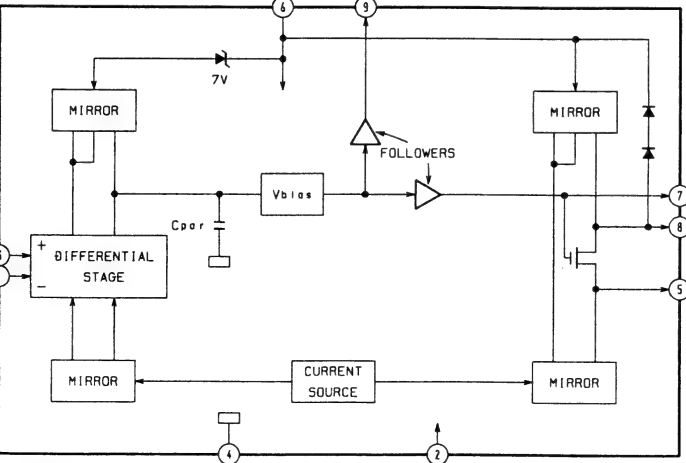 6
9
7V
MIRROR
MIRROR
FOLLOWERS
Vbias
7
Cpar
8
+
DIFFERENTIAL
STAGE
−
5
MIRROR
CURRENT
SOURCE
MIRROR
4
2